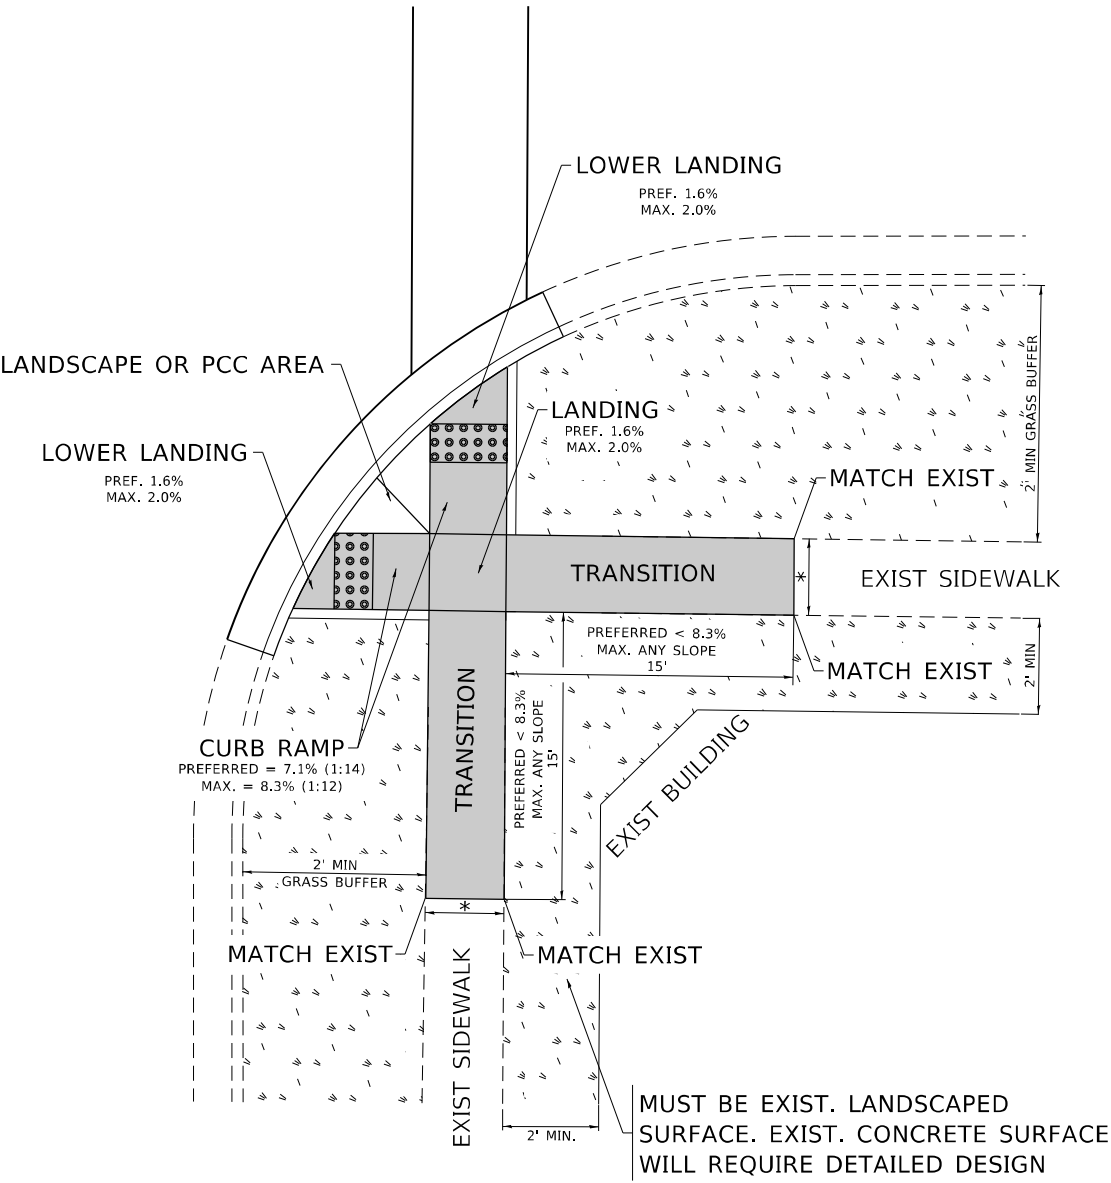 LOWER LANDING
PREF. 1.6%
MAX. 2.0%
LANDSCAPE OR PCC AREA
2' MIN GRASS BUFFER
LANDING
PREF. 1.6%
MAX. 2.0%
LOWER LANDING
PREF. 1.6%
MAX. 2.0%
MATCH EXIST
TRANSITION
*
EXIST SIDEWALK
PREFERRED < 8.3%
MAX. ANY SLOPE
15'
MATCH EXIST
2' MIN
TRANSITION
PREFERRED < 8.3%
MAX. ANY SLOPE
15'
CURB RAMP
PREFERRED = 7.1% (1:14)
MAX. = 8.3% (1:12)
EXIST BUILDING
2' MIN
GRASS BUFFER
*
MATCH EXIST
MATCH EXIST
EXIST SIDEWALK
2' MIN.
MUST BE EXIST. LANDSCAPED
SURFACE. EXIST. CONCRETE SURFACE
WILL REQUIRE DETAILED DESIGN